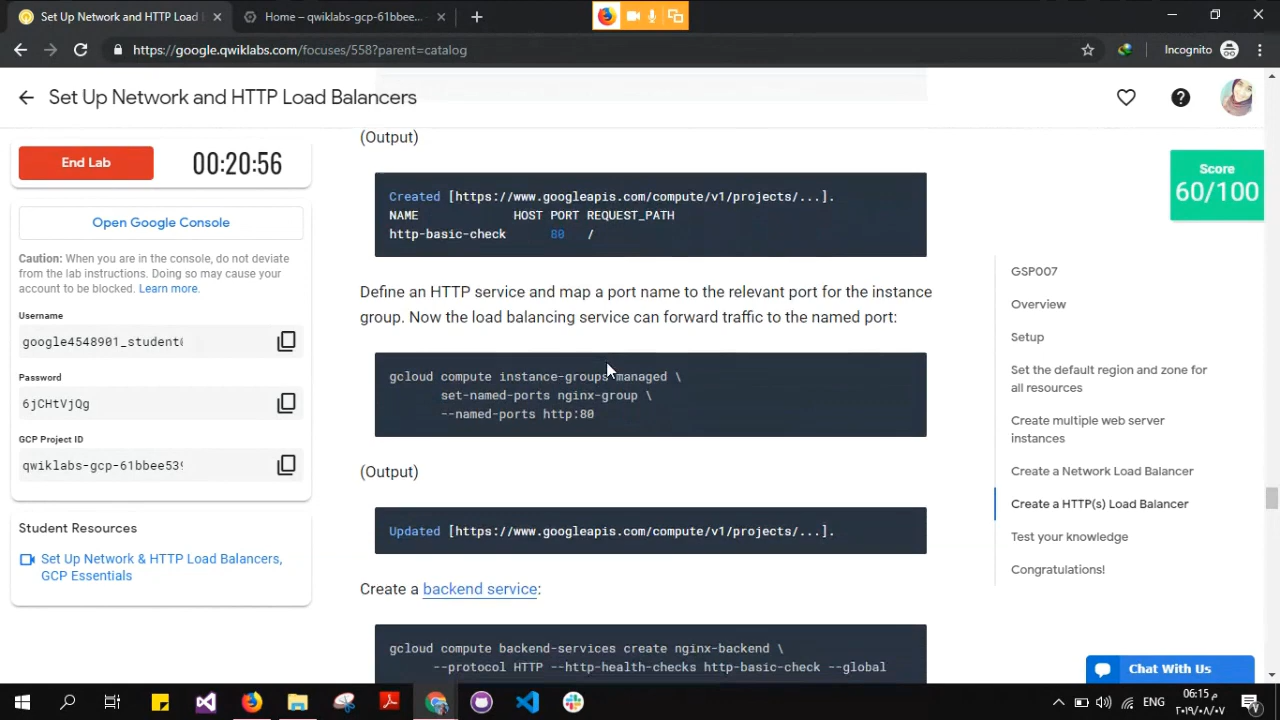 Set Up Network and HTTP Load
Home – qwiklabs-gcp-61bbee...
https://google.qwiklabs.com/focuses/558?parent=catalog
Incognito
Set Up Network and HTTP Load Balancers
End Lab
00:20:56
Open Google Console
Caution: When you are in the console, do not deviate
from the lab instructions. Doing so may cause your
account to be blocked. Learn more.
Username
google4548901_student
Password
6jCHtVjQg
GCP Project ID
qwiklabs-gcp-61bbee539
Student Resources
Set Up Network & HTTP Load Balancers,
GCP Essentials
(Output)
Created [https://www.googleapis.com/compute/v1/projects/...].
NAME HOST PORT REQUEST_PATH
http-basic-check 80 /
Define an HTTP service and map a port name to the relevant port for the instance
group. Now the load balancing service can forward traffic to the named port:
gcloud compute instance-groups managed \
set-named-ports nginx-group \
--named-ports http:80
(Output)
Updated [https://www.googleapis.com/compute/v1/projects/...].
Create a backend service:
gcloud compute backend-services create nginx-backend \
--protocol HTTP --http-health-checks http-basic-check --global
Score
60/100
GSP007
Overview
Setup
Set the default region and zone for
all resources
Create multiple web server
instances
Create a Network Load Balancer
Create a HTTP(s) Load Balancer
Test your knowledge
Congratulations!
Chat With Us
ENG
06:15 م
٢٠١٩/٠٨/٠٧